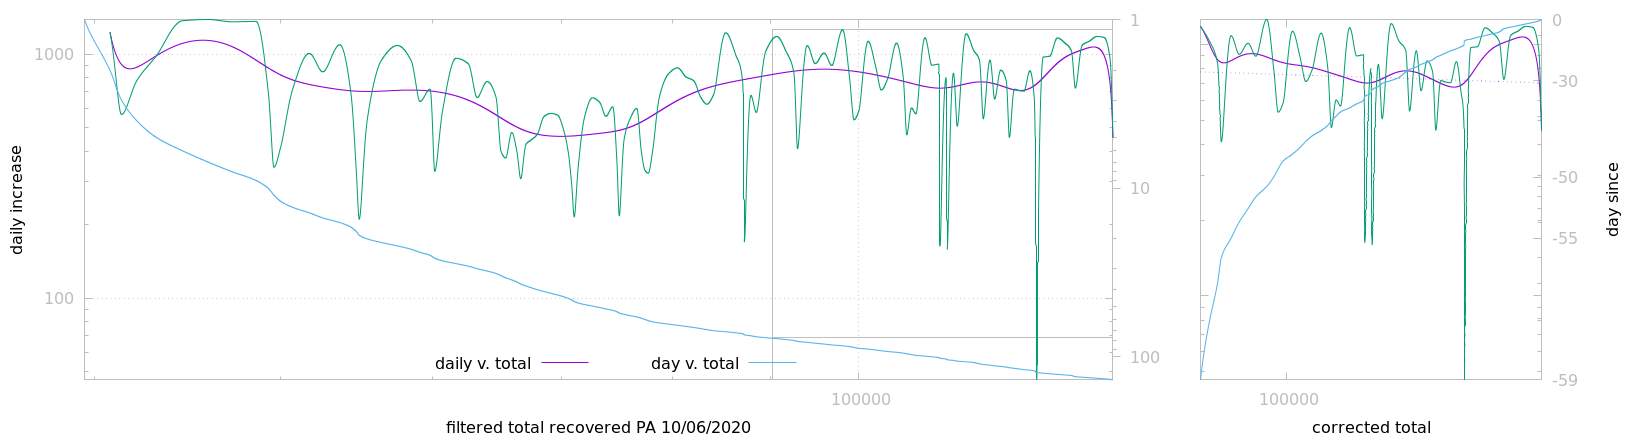 1000
100
daily increase
daily v. total
day v. total
100000
filtered total recovered PA 10/06/2020
1
10
100
100000
corrected total
0
-30
-50
-55
-59
day since